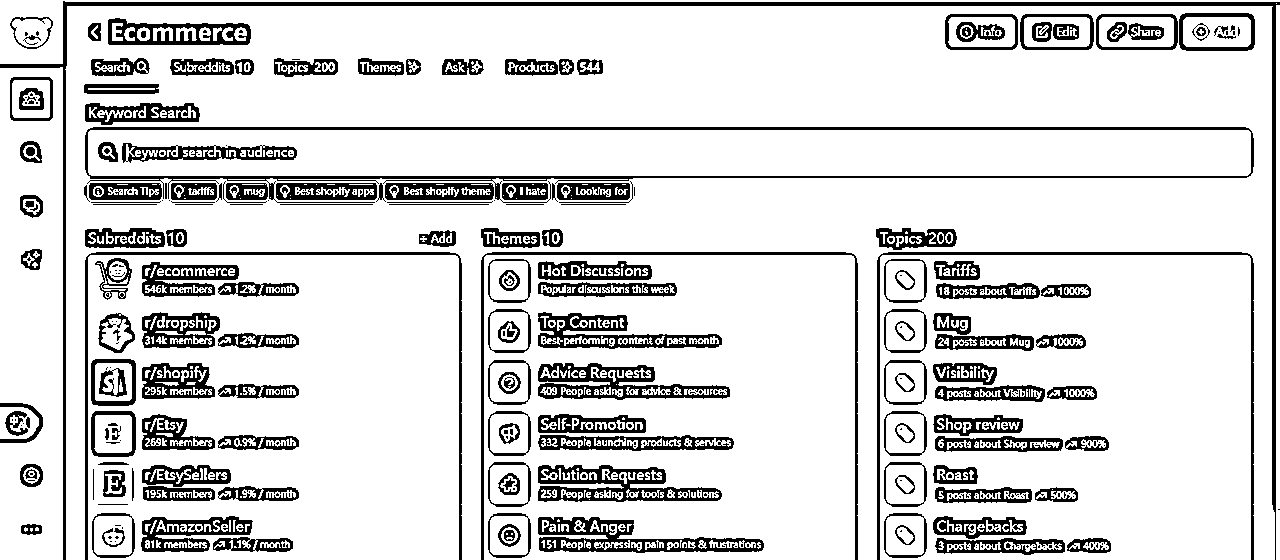 Ecommerce
Info
Edit
Share
Add
Search
Subreddits 10
Topics 200
Themes
Ask
Products 544
Keyword Search
Keyword search in audience
Search Tips
tariffs
mug
Best shopify apps
Best shopify theme
I hate
Looking for
Subreddits 10
+ Add
r/ecommerce
546k members 1.2% / month
r/dropship
314k members 1.2% / month
r/shopify
295k members 1.5% / month
r/Etsy
269k members 0.9% / month
r/EtsySellers
195k members 1.9% / month
r/AmazonSeller
81k members 1.1% / month
Themes 10
Hot Discussions
Popular discussions this week
Top Content
Best-performing content of past month
Advice Requests
409 People asking for advice & resources
Self-Promotion
332 People launching products & services
Solution Requests
259 People asking for tools & solutions
Pain & Anger
151 People expressing pain points & frustrations
Topics 200
Tariffs
18 posts about Tariffs 1000%
Mug
24 posts about Mug 1000%
Visibility
4 posts about Visibility 1000%
Shop review
6 posts about Shop review 900%
Roast
5 posts about Roast 500%
Chargebacks
3 posts about Chargebacks 400%